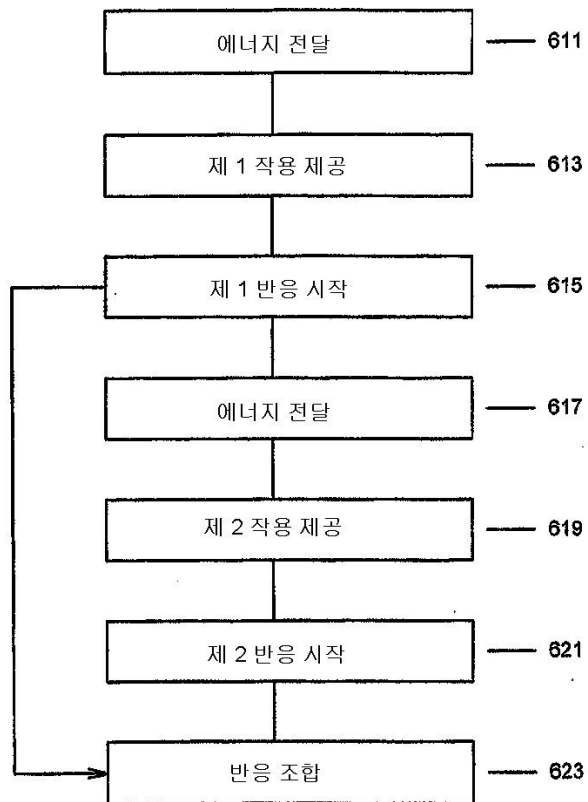 에너지 전달 611
제 1 작용 제공 613
제 1 반응 시작 615
에너지 전달 617
제 2 작용 제공 619
제 2 반응 시작 621
반응 조합 623